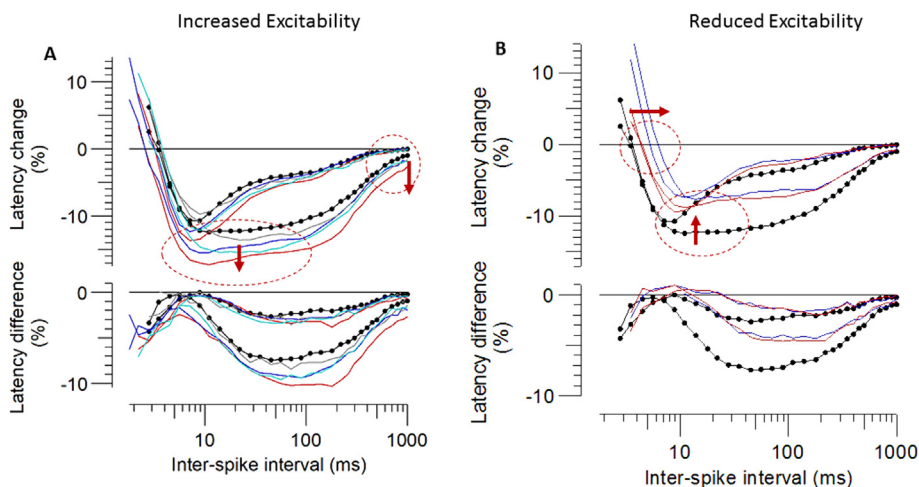 Increased Excitability
A
Latency change
(%)
10
0
-10
Latency difference
(%)
0
-10
10
100
1000
Inter-spike interval (ms)
Reduced Excitability
B
Latency change
(%)
10
0
-10
Latency difference
(%)
0
-10
10
100
1000
Inter-spike interval (ms)